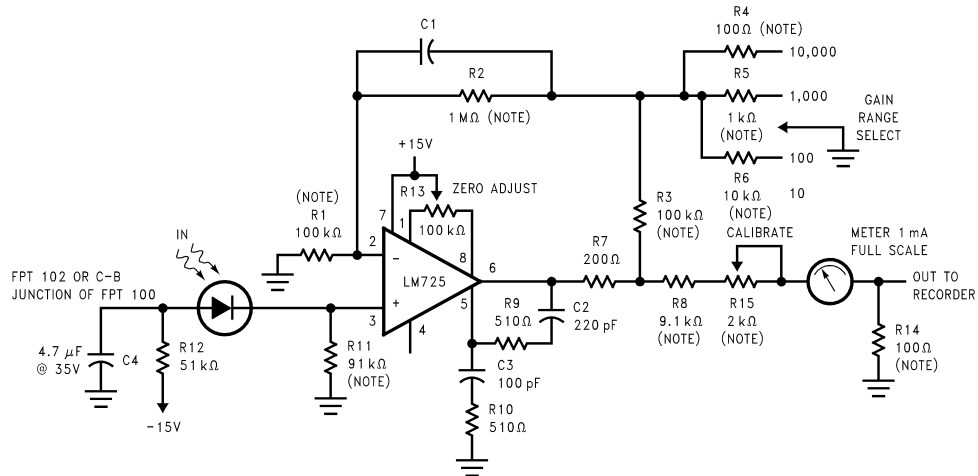 C1
R2
1 MΩ (NOTE)
R4
100Ω (NOTE)
10,000
R5
1,000
1 kΩ
(NOTE)
GAIN
RANGE
SELECT
100
R6
10 kΩ
(NOTE)
10
+15V
R13
ZERO ADJUST
100 kΩ
(NOTE)
R1
100 kΩ
7
1
2
8
LM725
6
5
3
4
−
+
R3
100 kΩ
(NOTE)
CALIBRATE
METER 1 mA
FULL SCALE
IN
FPT 102 OR C-B
JUNCTION OF FPT 100
R7
200Ω
R9
510Ω
C2
220 pF
R8
9.1 kΩ
(NOTE)
R15
2 kΩ
(NOTE)
OUT TO
RECORDER
R14
100Ω
(NOTE)
4.7 μF
@ 35V
C4
R12
51 kΩ
−15V
R11
91 kΩ
(NOTE)
C3
100 pF
R10
510Ω